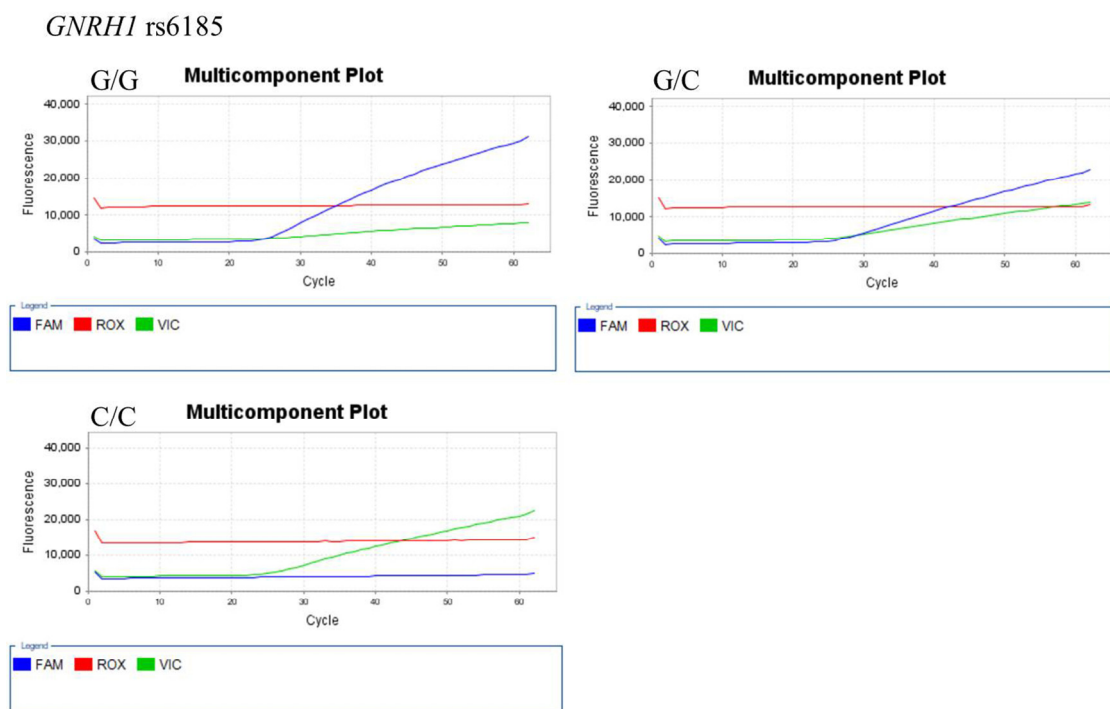 GNRH1 rs6185
G/G Multicomponent Plot
40,000
30,000
20,000
10,000
0
Fluorescence
0 10 20 30 40 50 60
Cycle
Legend
FAM ROX VIC
G/C Multicomponent Plot
40,000
30,000
20,000
10,000
0
Fluorescence
0 10 20 30 40 50 60
Cycle
Legend
FAM ROX VIC
C/C Multicomponent Plot
40,000
30,000
20,000
10,000
0
Fluorescence
0 10 20 30 40 50 60
Cycle
Legend
FAM ROX VIC